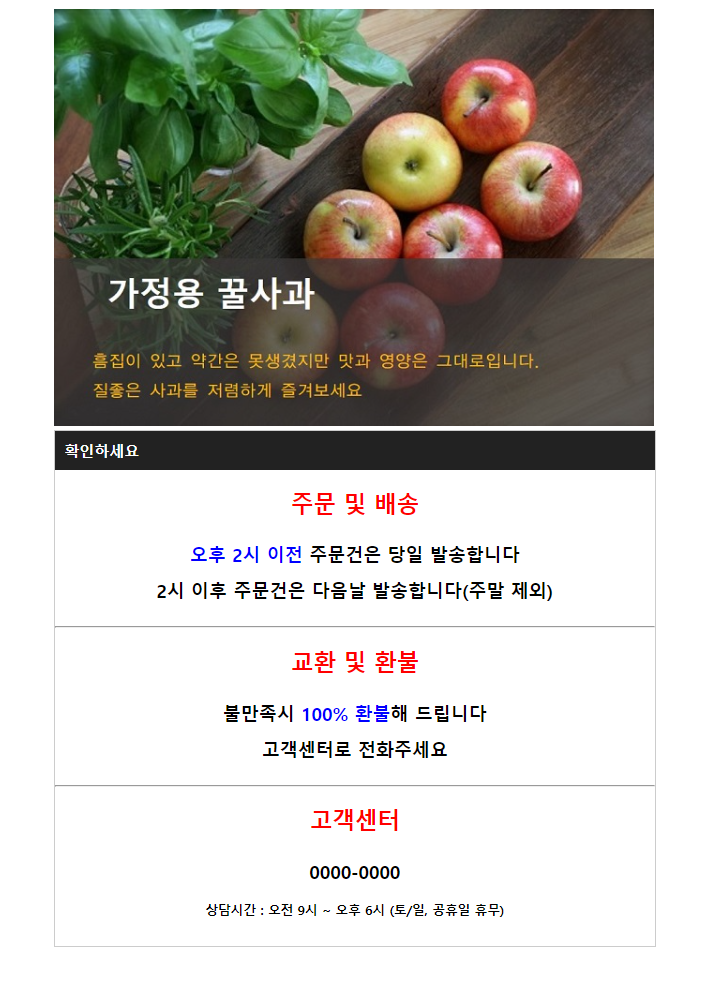 가정용 꿀사과
흠집이 있고 약간은 못생겼지만 맛과 영양은 그대로입니다.
질좋은 사과를 저렴하게 즐겨보세요
확인하세요
주문 및 배송
오후 2시 이전 주문건은 당일 발송합니다
2시 이후 주문건은 다음날 발송합니다(주말 제외)
교환 및 환불
불만족시 100% 환불해 드립니다
고객센터로 전화주세요
고객센터
0000-0000
상담시간 : 오전 9시 ~ 오후 6시 (토/일, 공휴일 휴무)